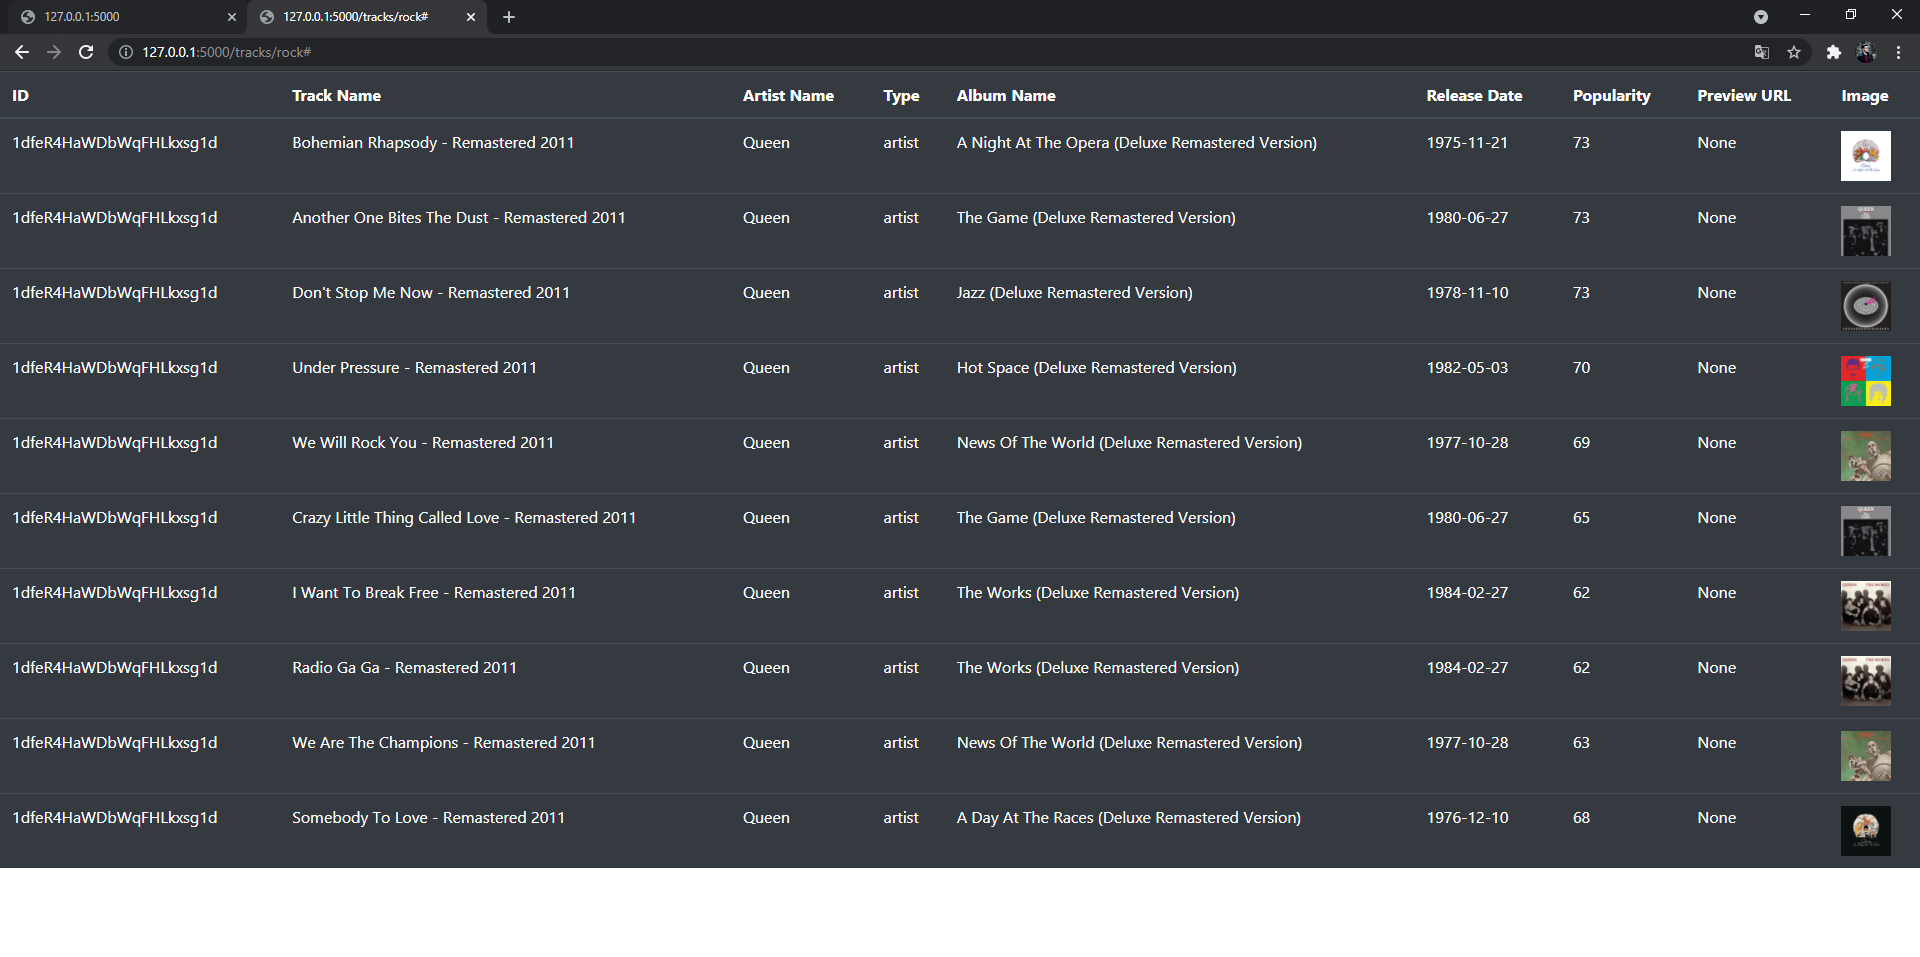 127.0.0.1:5000
127.0.0.1:5000/tracks/rock#
127.0.0.1:5000/tracks/rock#
ID Track Name Artist Name Type Album Name Release Date Popularity Preview URL Image
1dfeR4HaWDbWqFHLkxsg1d Bohemian Rhapsody - Remastered 2011 Queen artist A Night At The Opera (Deluxe Remastered Version) 1975-11-21 73 None
1dfeR4HaWDbWqFHLkxsg1d Another One Bites The Dust - Remastered 2011 Queen artist The Game (Deluxe Remastered Version) 1980-06-27 73 None
1dfeR4HaWDbWqFHLkxsg1d Don't Stop Me Now - Remastered 2011 Queen artist Jazz (Deluxe Remastered Version) 1978-11-10 73 None
1dfeR4HaWDbWqFHLkxsg1d Under Pressure - Remastered 2011 Queen artist Hot Space (Deluxe Remastered Version) 1982-05-03 70 None
1dfeR4HaWDbWqFHLkxsg1d We Will Rock You - Remastered 2011 Queen artist News Of The World (Deluxe Remastered Version) 1977-10-28 69 None
1dfeR4HaWDbWqFHLkxsg1d Crazy Little Thing Called Love - Remastered 2011 Queen artist The Game (Deluxe Remastered Version) 1980-06-27 65 None
1dfeR4HaWDbWqFHLkxsg1d I Want To Break Free - Remastered 2011 Queen artist The Works (Deluxe Remastered Version) 1984-02-27 62 None
1dfeR4HaWDbWqFHLkxsg1d Radio Ga Ga - Remastered 2011 Queen artist The Works (Deluxe Remastered Version) 1984-02-27 62 None
1dfeR4HaWDbWqFHLkxsg1d We Are The Champions - Remastered 2011 Queen artist News Of The World (Deluxe Remastered Version) 1977-10-28 63 None
1dfeR4HaWDbWqFHLkxsg1d Somebody To Love - Remastered 2011 Queen artist A Day At The Races (Deluxe Remastered Version) 1976-12-10 68 None